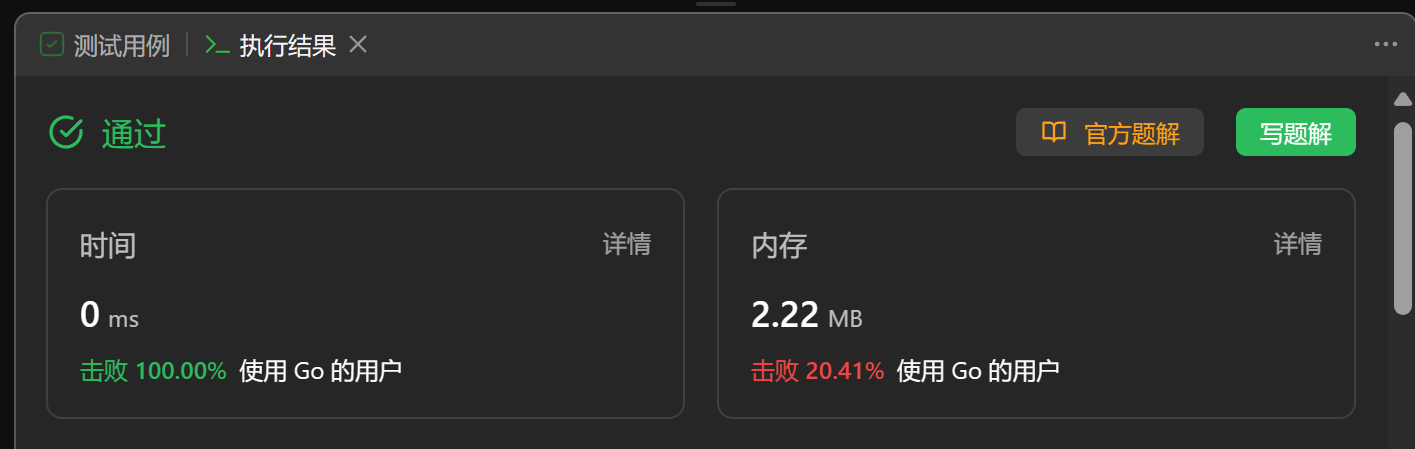 测试用例 执行结果
通过 官方题解 写题解
时间 详情
0 ms
击败 100.00% 使用 Go 的用户
内存 详情
2.22 MB
击败 20.41% 使用 Go 的用户